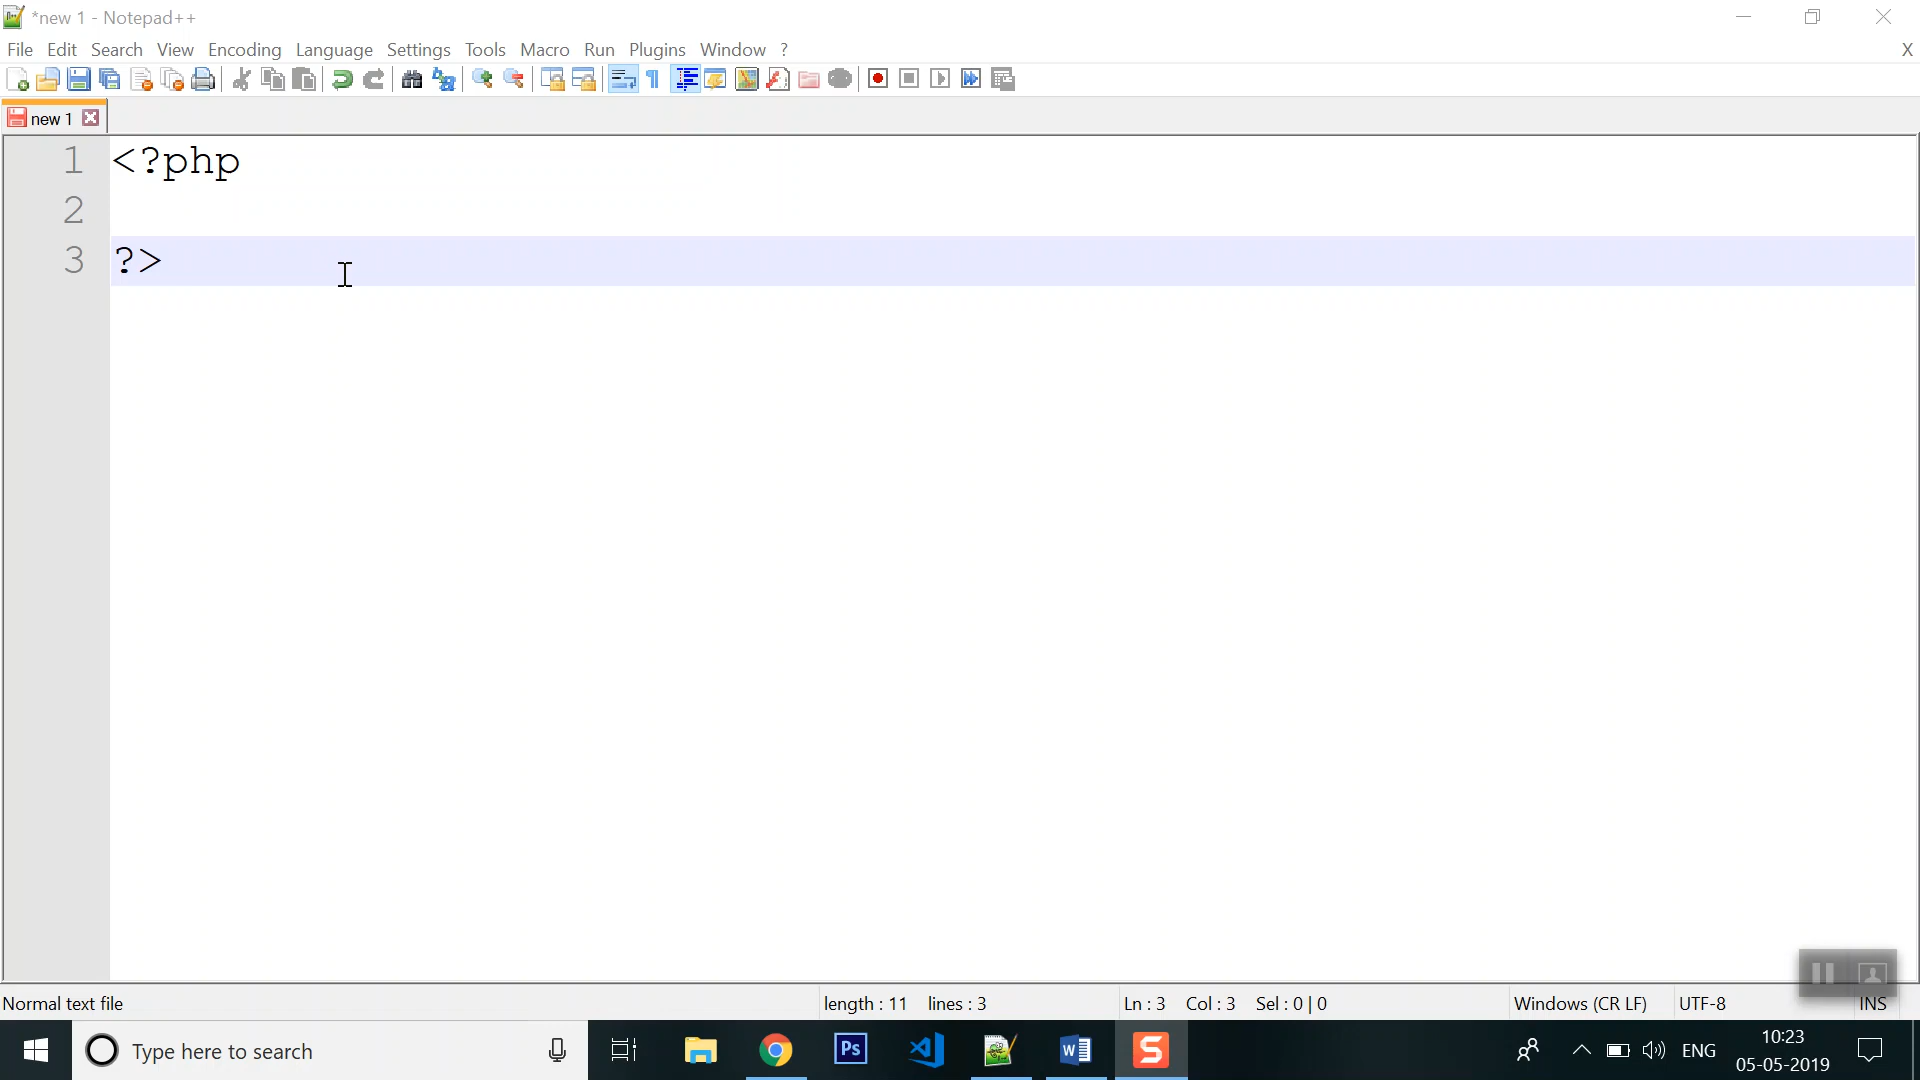 *new 1 - Notepad++
File Edit Search View Encoding Language Settings Tools Macro Run Plugins Window ? X
new 1
1 <?php
2
3 ?>
Normal text file length : 11 lines : 3 Ln : 3 Col : 3 Sel : 0 | 0 Windows (CR LF) UTF-8 INS
Type here to search Ps W S ENG 10:23
05-05-2019